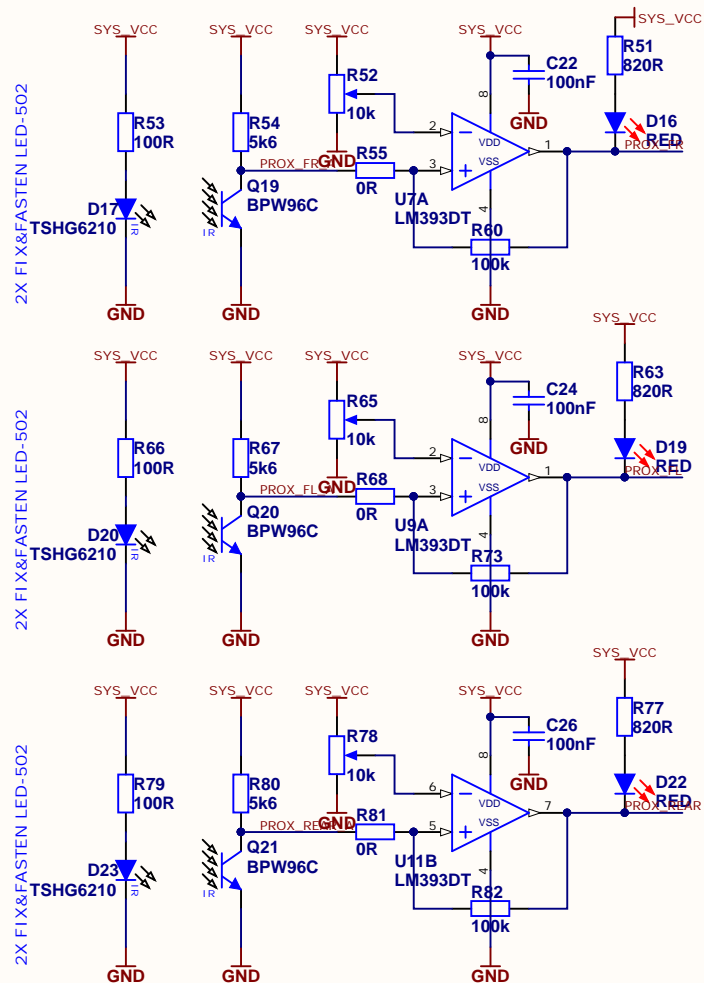 2X FIX&FASTEN LED-502
SYS_VCC
R53
100R
D17
TSHG6210
IR
GND
SYS_VCC
R54
5k6
PROX_FR_A
Q19
BPW96C
IR
GND
SYS_VCC
R52
10k
GND
R55
0R
SYS_VCC
C22
100nF
GND
8
2
3
1
VDD
VSS
4
U7A
LM393DT
R60
100k
GND
SYS_VCC
R51
820R
D16
RED
PROX_FR
2X FIX&FASTEN LED-502
SYS_VCC
R66
100R
D20
TSHG6210
IR
GND
SYS_VCC
R67
5k6
PROX_FL_A
Q20
BPW96C
IR
GND
SYS_VCC
R65
10k
GND
R68
0R
SYS_VCC
C24
100nF
GND
8
2
3
1
VDD
VSS
4
U9A
LM393DT
R73
100k
GND
SYS_VCC
R63
820R
D19
RED
PROX_FL
2X FIX&FASTEN LED-502
SYS_VCC
R79
100R
D23
TSHG6210
IR
GND
SYS_VCC
R80
5k6
PROX_REAR_A
Q21
BPW96C
IR
GND
SYS_VCC
R78
10k
GND
R81
0R
SYS_VCC
C26
100nF
GND
8
6
5
7
VDD
VSS
4
U11B
LM393DT
R82
100k
GND
SYS_VCC
R77
820R
D22
RED
PROX_REAR